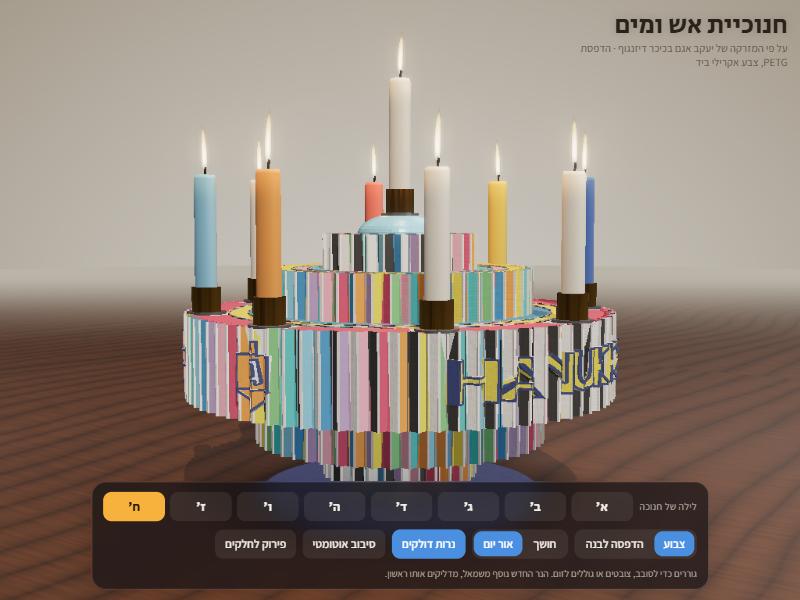 חנוכיית אש ומים
על פי המזרקה של יעקב אגם בכיכר דיזנגוף · הדפסת
PETG, צבע אקרילי ביד
HANUKK
לילה של חנוכה א׳ ב׳ ג׳ ד׳ ה׳ ו׳ ז׳ ח׳
צבוע הדפסה לבנה אור יום חושך נרות דולקים סיבוב אוטומטי פירוק לחלקים
גוררים כדי לסובב, צובטים או גוללים לזום. הנר החדש נוסף משמאל, מדליקים אותו ראשון.